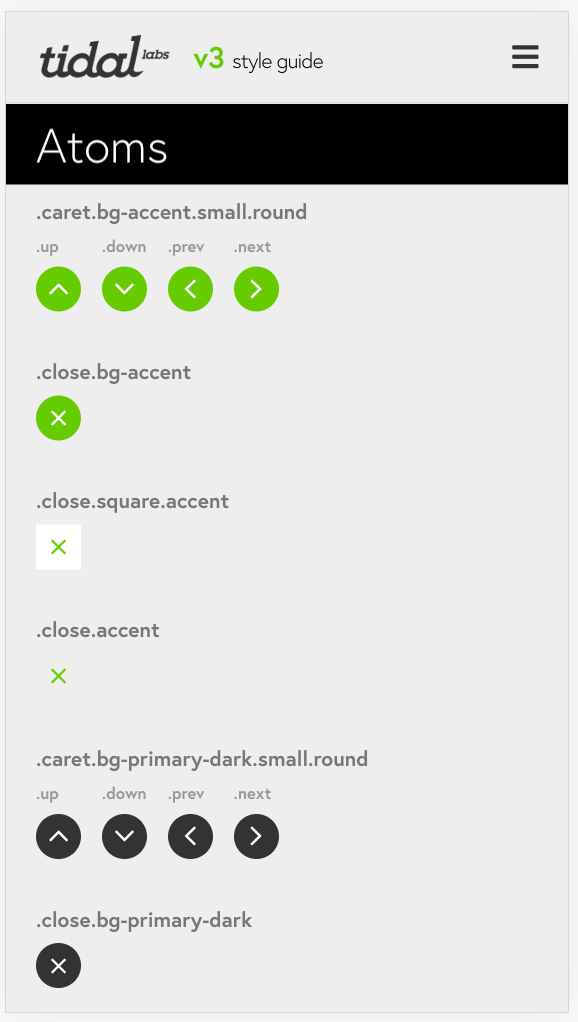 tidal labs v3 style guide
Atoms
.caret.bg-accent.small.round
.up .down .prev .next
.close.bg-accent
.close.square.accent
.close.accent
.caret.bg-primary-dark.small.round
.up .down .prev .next
.close.bg-primary-dark